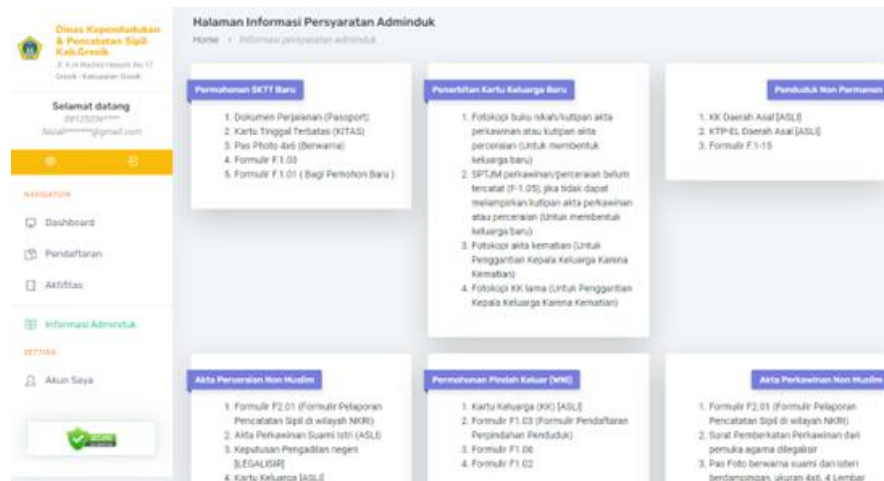 Dinas Kependudukan
& Pencatatan Sipil
Kab.Gresik
Gresik - Kabupaten Gresik
Selamat datang
NAVIGATION
Dashboard
Pendaftaran
Aktifitas
Informasi Adminduk
SETTING
Akun Saya
Halaman Informasi Persyaratan Adminduk
Home
Informasi persyaratan adminduk
Permohonan SKTT Baru
1. Dokumen Perjalanan (Passport)
2. Kartu Tinggal Terbatas (KITAS)
3. Pas Photo 4x6 (Berwarna)
4. Formulir F.1.03
5. Formulir F.1.01 ( Bagi Pemohon Baru )
Penerbitan Kartu Keluarga Baru
1. Fotokopi buku nikah/kutipan akta
perkawinan atau kutipan akta
perceraian (Untuk membentuk
keluarga baru)
2. SPTJM perkawinan/perceraian belum
tercatat (F-1.05), jika tidak dapat
melampirkan kutipan akta perkawinan
atau perceraian (Untuk membentuk
keluarga baru)
3. Fotokopi akta kematian (Untuk
Penggantian Kepala Keluarga Karena
Kematian)
4. Fotokopi KK lama (Untuk Penggantian
Kepala Keluarga Karena Kematian)
Penduduk Non Permanen
1. KK Daerah Asal [ASLI]
2. KTP-EL Daerah Asal [ASLI]
3. Formulir F.1-15
Akta Perceraian Non Muslim
1. Formulir F2.01 (Formulir Pelaporan
Pencatatan Sipil di wilayah NKRI)
2. Akta Perkawinan Suami Istri (ASLI)
3. Keputusan Pengadilan negeri
[LEGALISIR]
4. Kartu Keluarga [ASLI]
Permohonan Pindah Keluar (WNI)
1. Kartu Keluarga (KK) [ASLI]
2. Formulir F1.03 (Formulir Pendaftaran
Perpindahan Penduduk)
3. Formulir F1.06
4. Formulir F1.02
Akta Perkawinan Non Muslim
1. Formulir F2.01 (Formulir Pelaporan
Pencatatan Sipil di wilayah NKRI)
2. Surat Pemberkatan Perkawinan dari
pemuka agama dilegalisir
3. Pas Foto berwarna suami dan isteri
berdampingan, ukuran 4x6, 4 Lembar